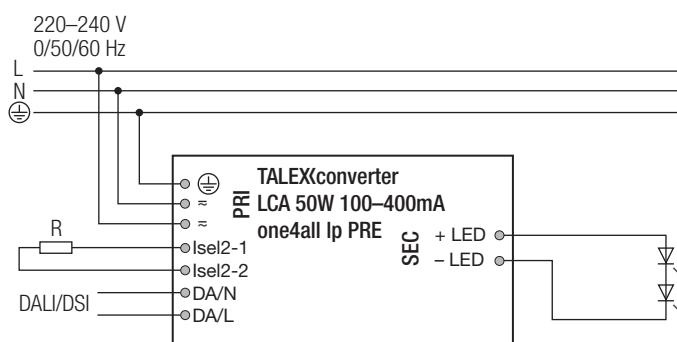 220–240 V
0/50/60 Hz
L
N
TALEXXconverter
LCA 50W 100–400mA
one4all lp PRE
PRI
≈
≈
R
Isel2-1
Isel2-2
DALI/DSI
DA/N
DA/L
SEC
+ LED
– LED